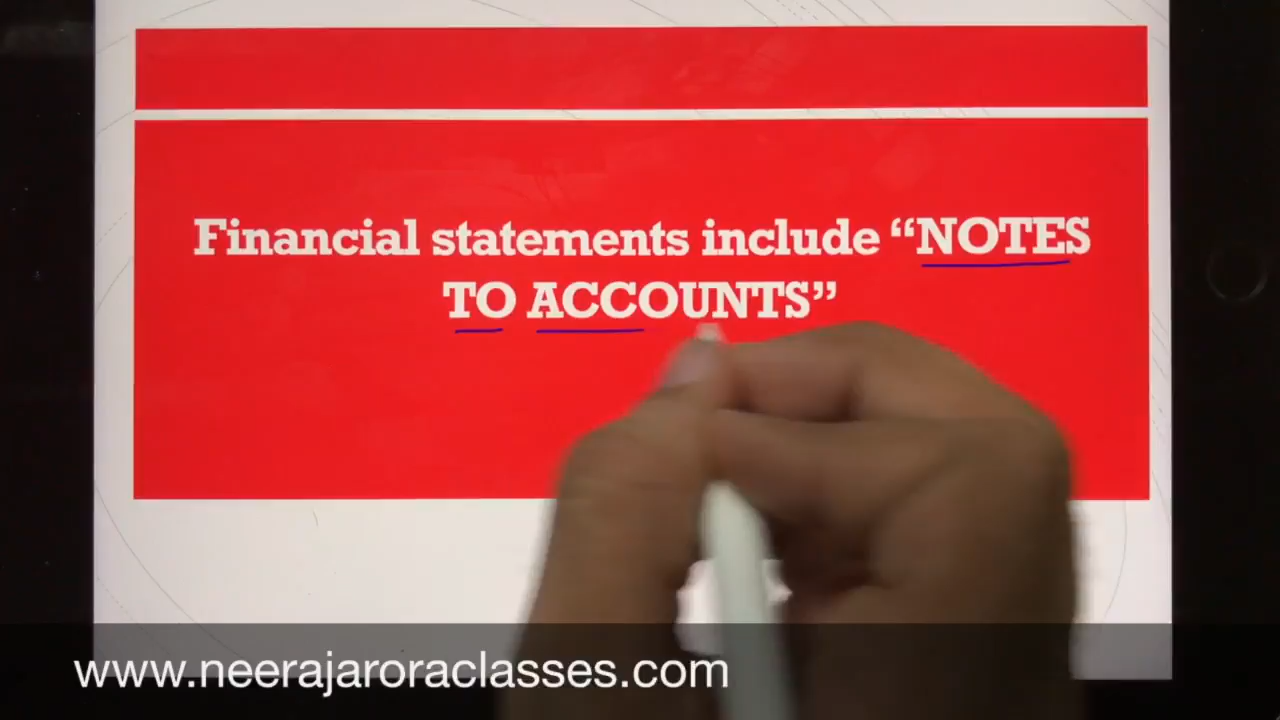 Financial statements include “NOTES
TO ACCOUNTS”
www.neerajaroraclasses.com